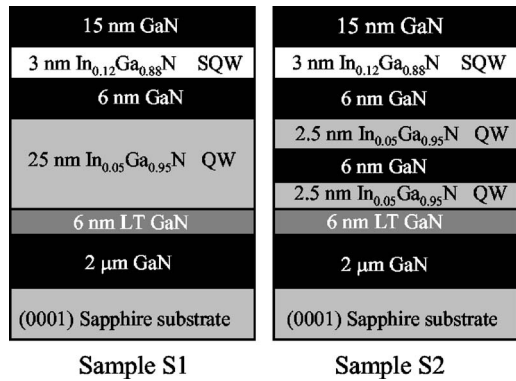 15 nm GaN
3 nm In₀.₁₂Ga₀.₈₈N SQW
6 nm GaN
25 nm In₀.₀₅Ga₀.₉₅N QW
6 nm LT GaN
2 μm GaN
(0001) Sapphire substrate
Sample S1
15 nm GaN
3 nm In₀.₁₂Ga₀.₈₈N SQW
6 nm GaN
2.5 nm In₀.₀₅Ga₀.₉₅N QW
6 nm GaN
2.5 nm In₀.₀₅Ga₀.₉₅N QW
6 nm LT GaN
2 μm GaN
(0001) Sapphire substrate
Sample S2